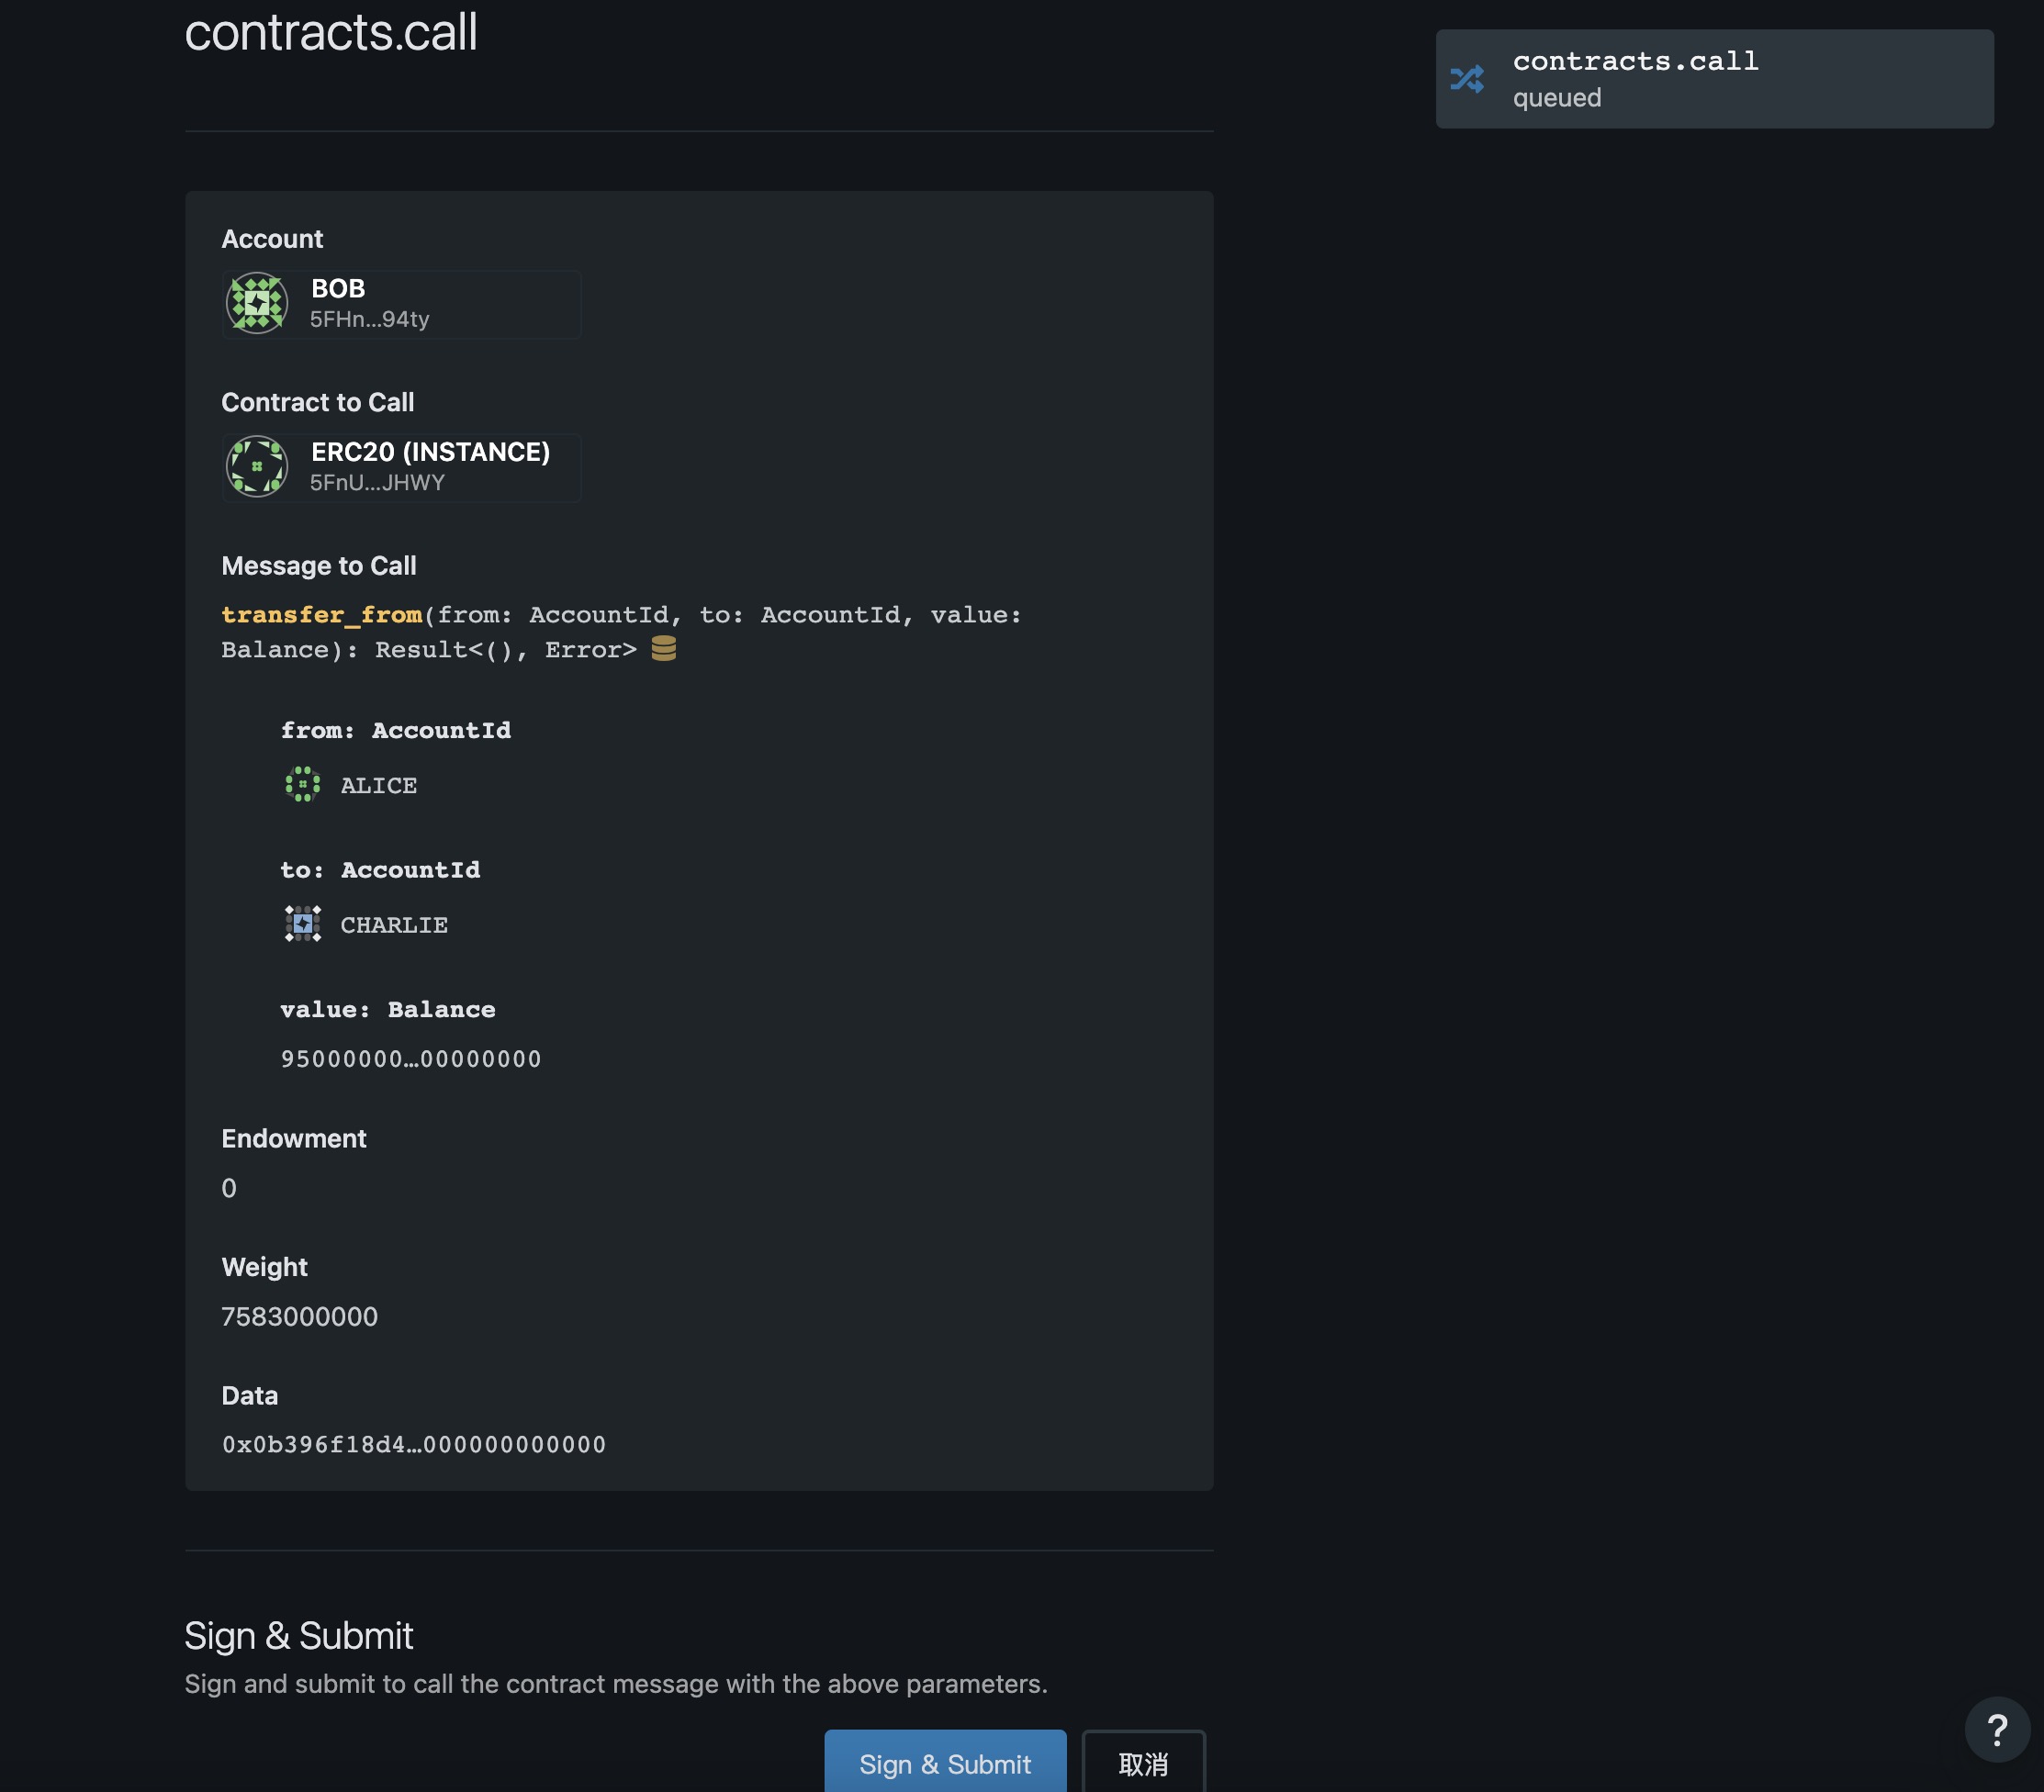 contracts.call
contracts.call
queued
Account
BOB
5FHn...94ty
Contract to Call
ERC20 (INSTANCE)
5FnU...JHWY
Message to Call
transfer_from(from: AccountId, to: AccountId, value:
Balance): Result<(), Error>
from: AccountId
ALICE
to: AccountId
CHARLIE
value: Balance
95000000…00000000
Endowment
0
Weight
7583000000
Data
0x0b396f18d4…000000000000
Sign & Submit
Sign and submit to call the contract message with the above parameters.
Sign & Submit
取消
?